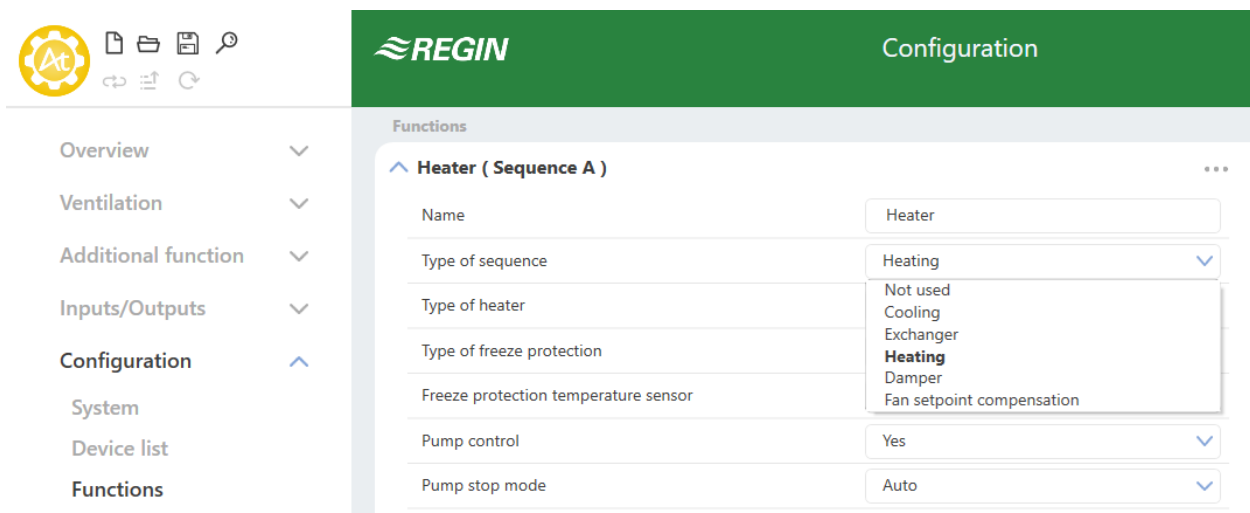 At
REGIN
Configuration
Overview
Ventilation
Additional function
Inputs/Outputs
Configuration
System
Device list
Functions
Functions
Heater ( Sequence A )
Name
Heater
Type of sequence
Heating
Not used
Cooling
Exchanger
Heating
Damper
Fan setpoint compensation
Type of heater
Type of freeze protection
Freeze protection temperature sensor
Pump control
Yes
Pump stop mode
Auto